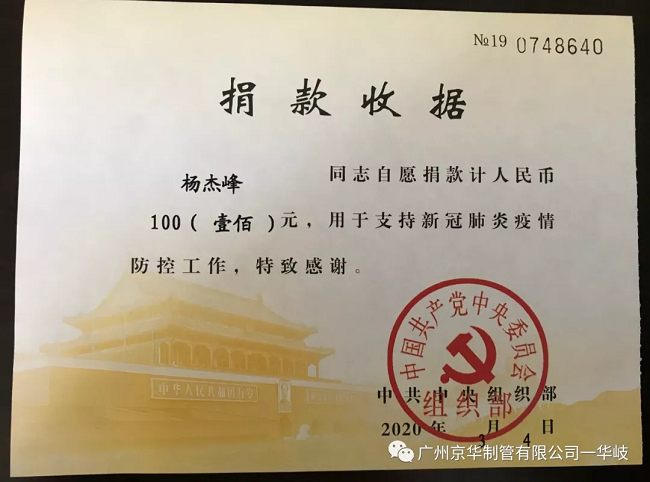 №19 0748640
捐款收据
杨杰峰 同志自愿捐款计人民币
100(壹佰)元,用于支持新冠肺炎疫情
防控工作,特致感谢。
中国共产党中央委员会
组织部
中华人民共和国万岁
中共中央组织部
2020年3月4日
广州京华制管有限公司一华岐